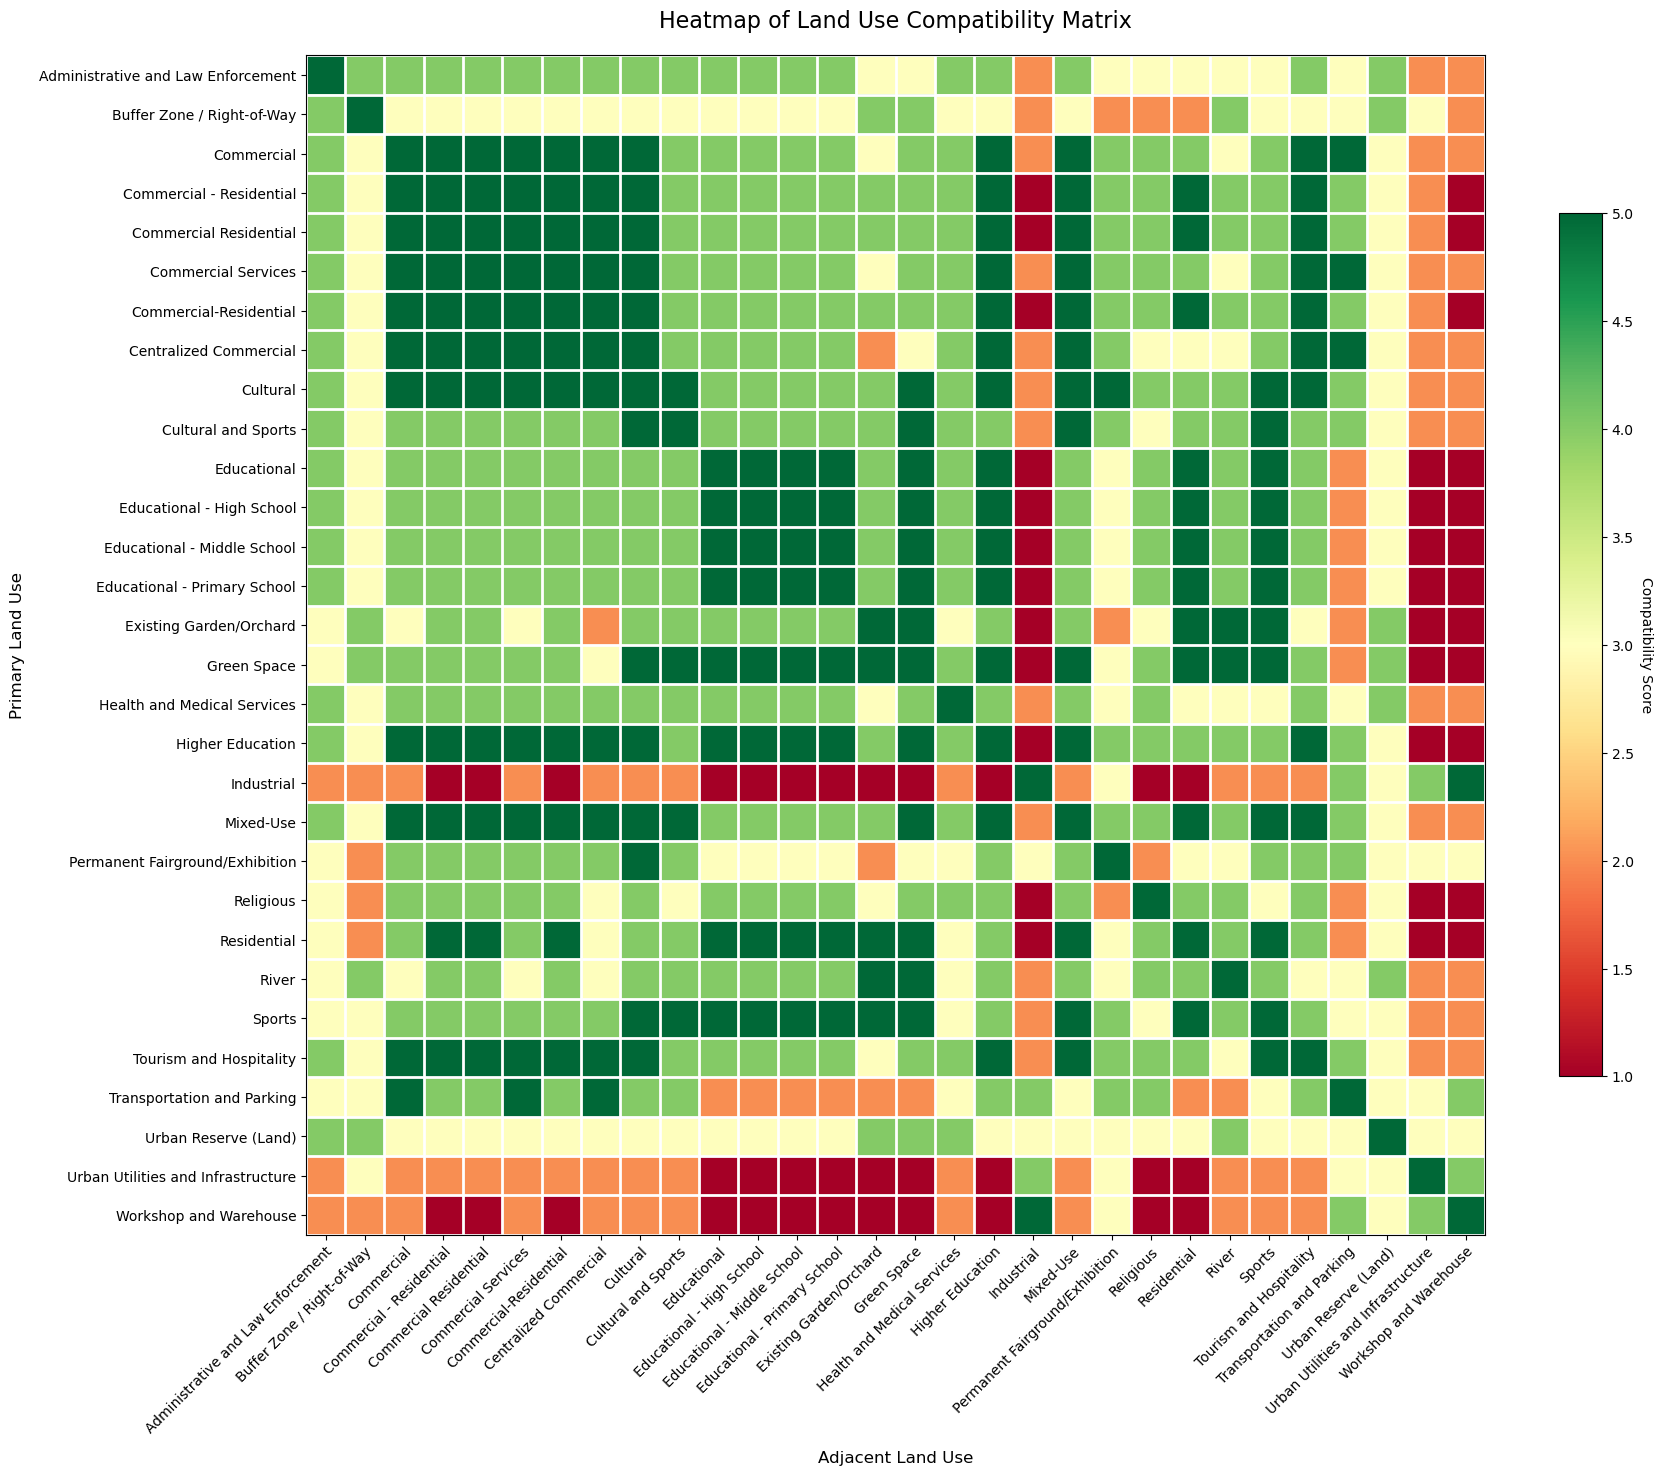 Heatmap of Land Use Compatibility Matrix
Primary Land Use
Administrative and Law Enforcement
Buffer Zone / Right-of-Way
Commercial
Commercial - Residential
Commercial Residential
Commercial Services
Commercial-Residential
Centralized Commercial
Cultural
Cultural and Sports
Educational
Educational - High School
Educational - Middle School
Educational - Primary School
Existing Garden/Orchard
Green Space
Health and Medical Services
Higher Education
Industrial
Mixed-Use
Permanent Fairground/Exhibition
Religious
Residential
River
Sports
Tourism and Hospitality
Transportation and Parking
Urban Reserve (Land)
Urban Utilities and Infrastructure
Workshop and Warehouse
Administrative and Law Enforcement
Buffer Zone / Right-of-Way
Commercial
Commercial - Residential
Commercial Residential
Commercial Services
Commercial-Residential
Centralized Commercial
Cultural
Cultural and Sports
Educational
Educational - High School
Educational - Middle School
Educational - Primary School
Existing Garden/Orchard
Green Space
Health and Medical Services
Higher Education
Industrial
Mixed-Use
Permanent Fairground/Exhibition
Religious
Residential
River
Sports
Tourism and Hospitality
Transportation and Parking
Urban Reserve (Land)
Urban Utilities and Infrastructure
Workshop and Warehouse
Adjacent Land Use
5.0
4.5
4.0
3.5
3.0
2.5
2.0
1.5
1.0
Compatibility Score